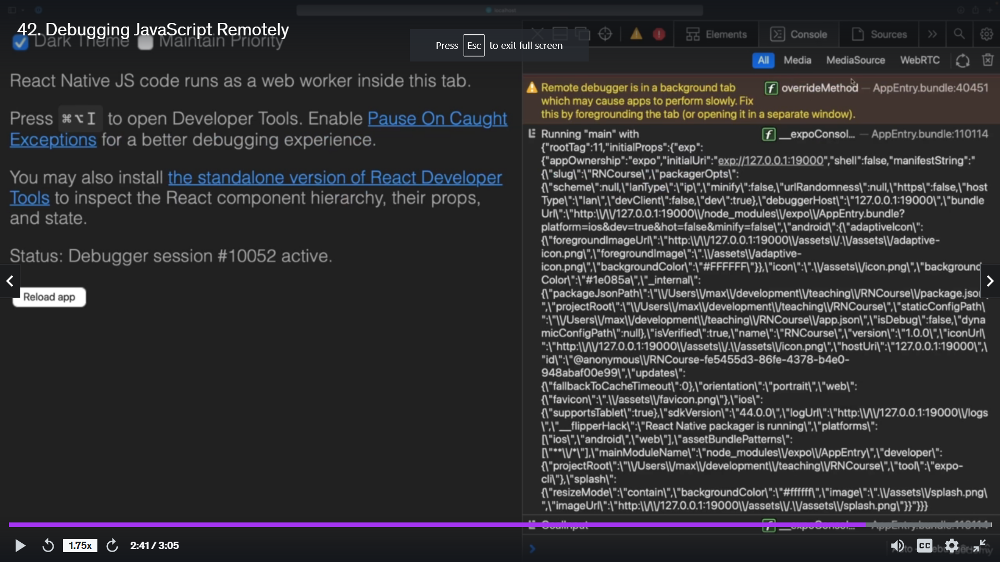 localhost
42. Debugging JavaScript Remotely
Dark Theme Maintain Priority
Press Esc to exit full screen
Elements
Console
Sources
All Media MediaSource WebRTC
React Native JS code runs as a web worker inside this tab.
Press ⌘⌥I to open Developer Tools. Enable Pause On Caught
Exceptions for a better debugging experience.
You may also install the standalone version of React Developer
Tools to inspect the React component hierarchy, their props,
and state.
Status: Debugger session #10052 active.
Reload app
Remote debugger is in a background tab
which may cause apps to perform slowly. Fix
this by foregrounding the tab (or opening it in a separate window).
f overrideMethod — AppEntry.bundle:40451
Running "main" with
f __expoConsol... — AppEntry.bundle:110114
{"rootTag":11,"initialProps":{"exp":
{"appOwnership":"expo","initialUri":"exp://127.0.0.1:19000","shell":false,"manifestString":"
{\"slug\":\"RNCourse\",\"packagerOpts\":
{\"scheme\":null,\"lanType\":\"ip\",\"minify\":false,\"urlRandomness\":null,\"https\":false,\"host
Type\":\"lan\",\"devClient\":false,\"dev\":true},\"debuggerHost\":\"127.0.0.1:19000\",\"bundle
Url\":\"http:\\/\\/127.0.0.1:19000\\/node_modules\\/expo\\/AppEntry.bundle?
platform=ios&dev=true&hot=false&minify=false\",\"android\":{\"adaptiveIcon\":
{\"foregroundImageUrl\":\"http:\\/\\/127.0.0.1:19000\\/assets\\/.\\/assets\\/adaptive-
icon.png\",\"foregroundImage\":\".\\/assets\\/adaptive-
icon.png\",\"backgroundColor\":\"#FFFFFF\"}},\"icon\":\".\\/assets\\/icon.png\",\"background
Color\":\"#1e085a\",\"_internal\":
{\"packageJsonPath\":\"\\/Users\\/max\\/development\\/teaching\\/RNCourse\\/package.json\
",\"projectRoot\":\"\\/Users\\/max\\/development\\/teaching\\/RNCourse\",\"staticConfigPath\
":\"\\/Users\\/max\\/development\\/teaching\\/RNCourse\\/app.json\",\"isDebug\":false,\"dyna
micConfigPath\":null},\"isVerified\":true,\"name\":\"RNCourse\",\"version\":\"1.0.0\",\"iconUrl\
":\"http:\\/\\/127.0.0.1:19000\\/assets\\/.\\/assets\\/icon.png\",\"hostUri\":\"127.0.0.1:19000\",\
"id\":\"@anonymous\\/RNCourse-fe5455d3-86fe-4378-b4e0-
948abaf00e99\",\"updates\":
{\"fallbackToCacheTimeout\":0},\"orientation\":\"portrait\",\"web\":
{\"favicon\":\".\\/assets\\/favicon.png\"},\"ios\":
{\"supportsTablet\":true},\"sdkVersion\":\"44.0.0\",\"logUrl\":\"http:\\/\\/127.0.0.1:19000\\/logs
\",\"__flipperHack\":\"React Native packager is running\",\"platforms\":
[\"ios\",\"android\",\"web\"],\"assetBundlePatterns\":
[\"**\\/*\"],\"mainModuleName\":\"node_modules\\/expo\\/AppEntry\",\"developer\":
{\"projectRoot\":\"\\/Users\\/max\\/development\\/teaching\\/RNCourse\",\"tool\":\"expo-
cli\"},\"splash\":
{\"resizeMode\":\"contain\",\"backgroundColor\":\"#ffffff\",\"image\":\".\\/assets\\/splash.png\
",\"imageUrl\":\"http:\\/\\/127.0.0.1:19000\\/assets\\/.\\/assets\\/splash.png\"}}"}}}
GoalInput
f __expoConsol... — AppEntry.bundle:110114
1.75x
2:41 / 3:05
CC